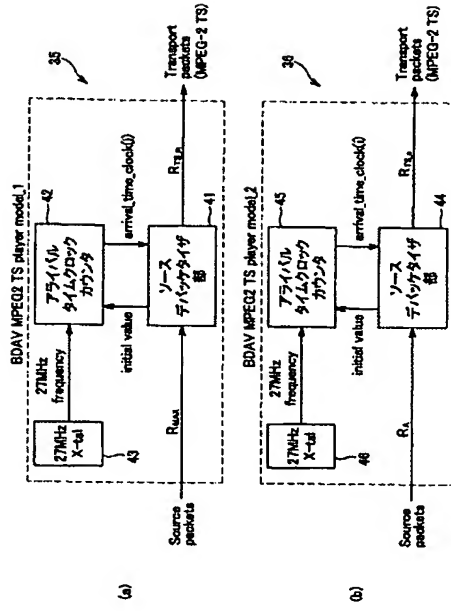 (a)
BDAV MPEG2 TS player model_1
35
27MHz
X-tal
43
27MHz
frequency
42
アライバル
タイムクロック
カウンタ
initial value
arrival_time_clock(i)
Source
packets
RMAX
ソース
デパッケタイザ
部
41
RTS_P
Transport
packets
(MPEG-2 TS)
(b)
BDAV MPEG2 TS player model_2
36
27MHz
X-tal
46
27MHz
frequency
45
アライバル
タイムクロック
カウンタ
initial value
arrival_time_clock(i)
Source
packets
RA
ソース
デパッケタイザ
部
44
RTS_P
Transport
packets
(MPEG-2 TS)